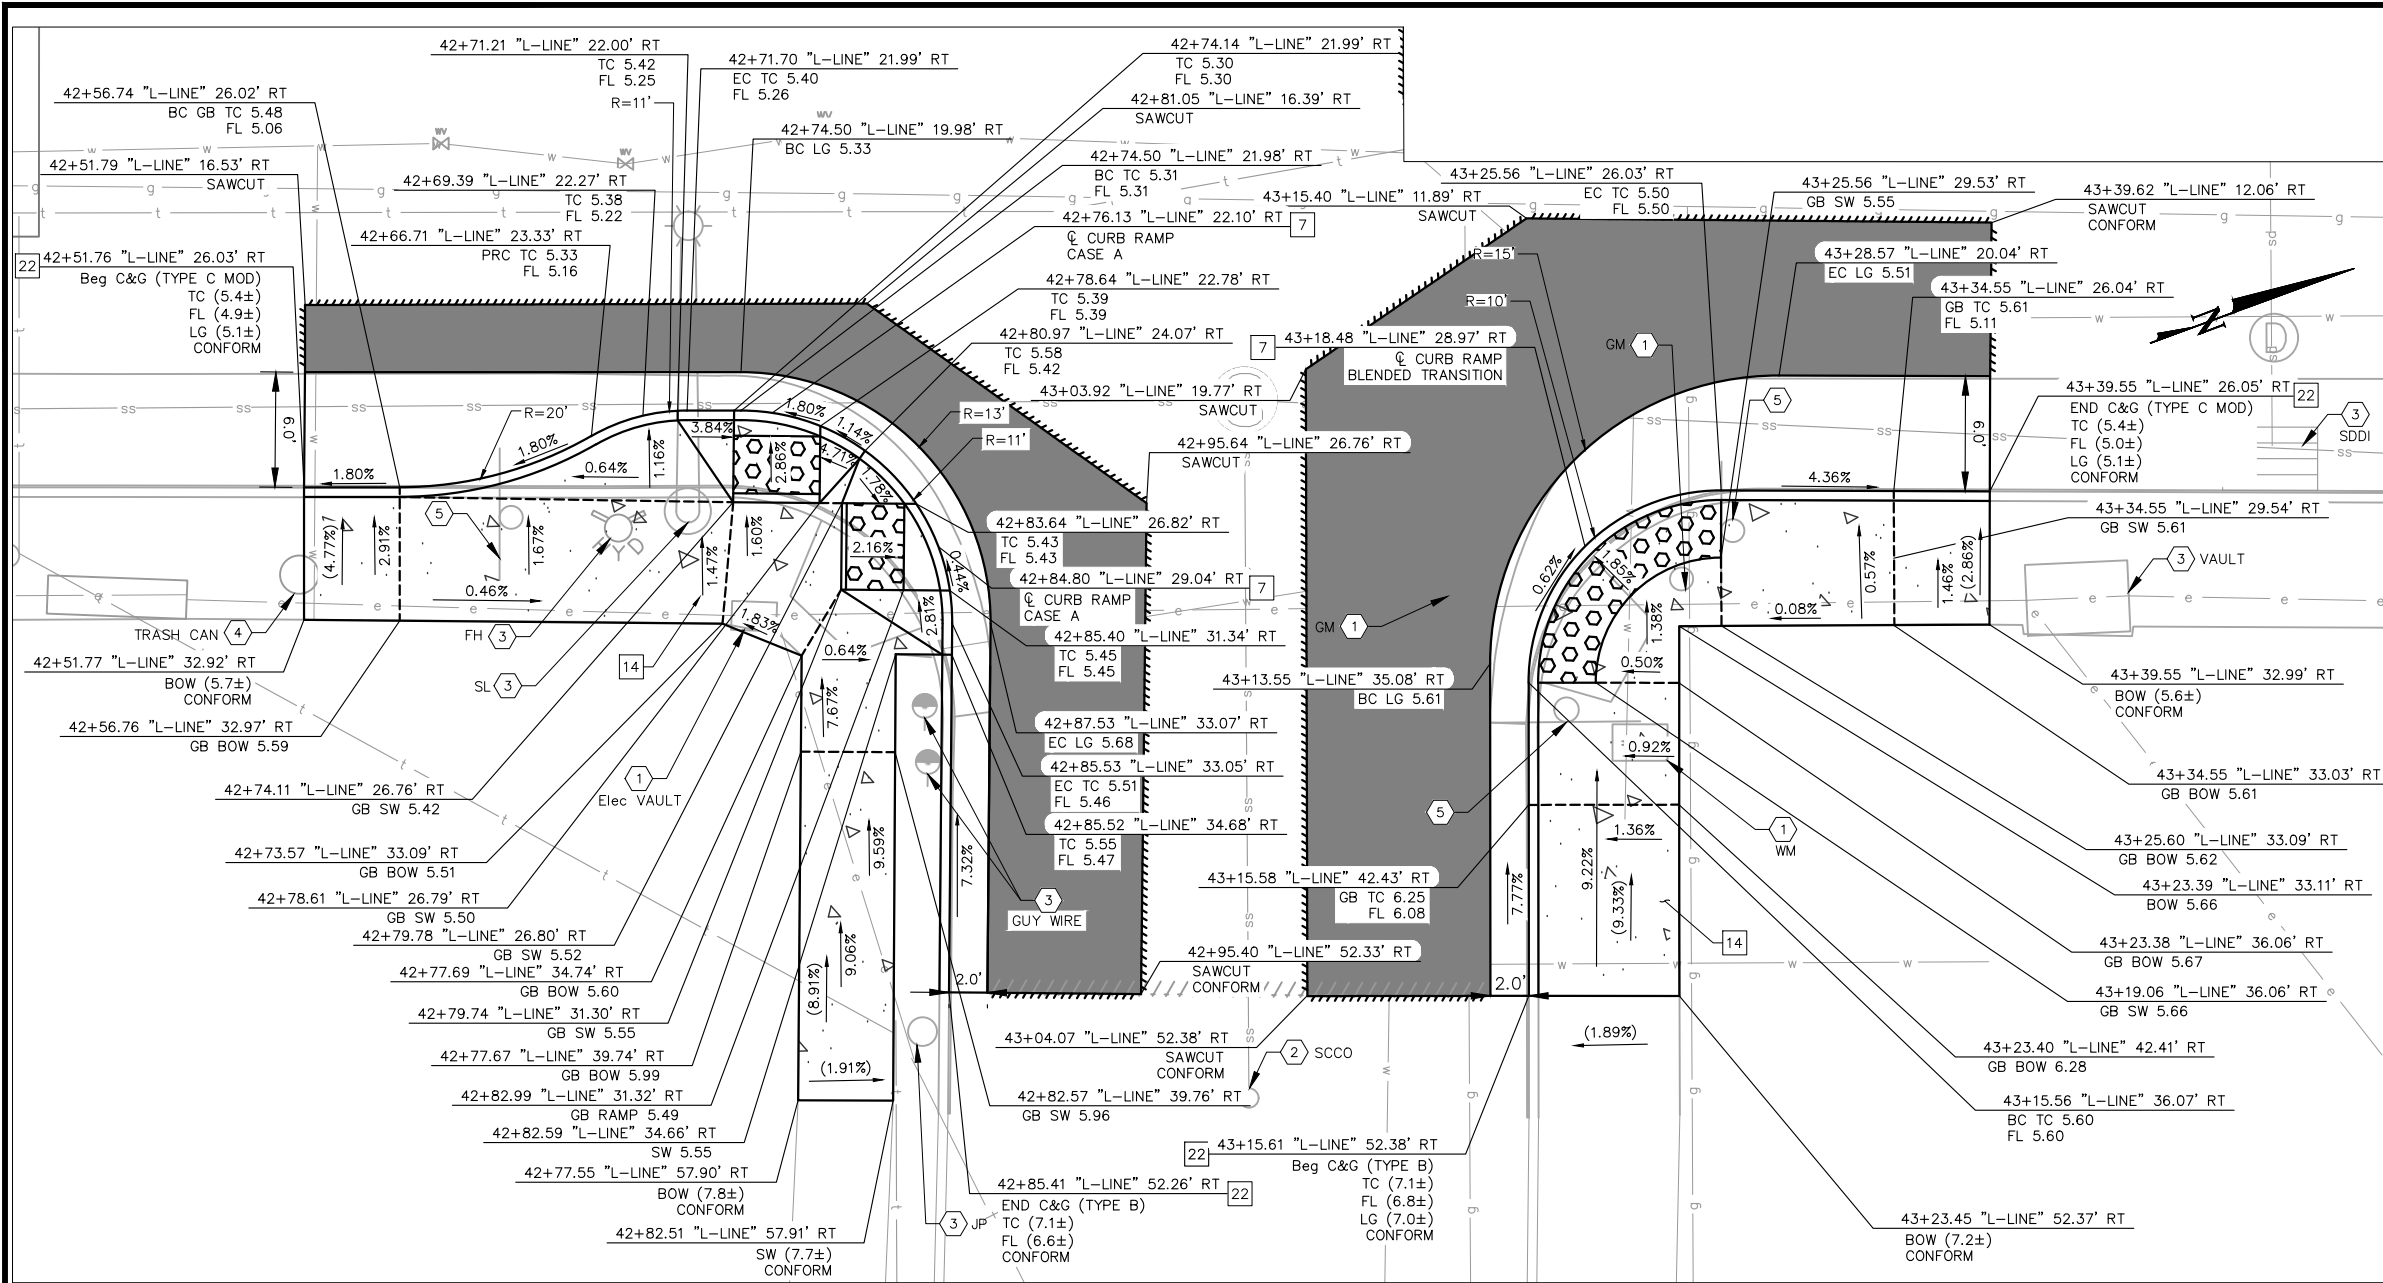 42+71.21 "L-LINE" 22.00' RT
TC 5.42
FL 5.25
42+71.70 "L-LINE" 21.99' RT
EC TC 5.40
FL 5.26
42+74.14 "L-LINE" 21.99' RT
TC 5.30
FL 5.30
42+56.74 "L-LINE" 26.02' RT
BC GB TC 5.48
FL 5.06
R=11'
42+81.05 "L-LINE" 16.39' RT
SAWCUT
42+74.50 "L-LINE" 19.98' RT
BC LG 5.33
42+51.79 "L-LINE" 16.53' RT
SAWCUT
42+74.50 "L-LINE" 21.98' RT
BC TC 5.31
FL 5.31
42+69.39 "L-LINE" 22.27' RT
TC 5.38
FL 5.22
43+25.56 "L-LINE" 26.03' RT
EC TC 5.50
FL 5.50
43+25.56 "L-LINE" 29.53' RT
GB SW 5.55
43+39.62 "L-LINE" 12.06' RT
SAWCUT
CONFORM
43+15.40 "L-LINE" 11.89' RT
SAWCUT
42+76.13 "L-LINE" 22.10' RT
7
℄ CURB RAMP
CASE A
42+66.71 "L-LINE" 23.33' RT
PRC TC 5.33
FL 5.16
22
42+51.76 "L-LINE" 26.03' RT
Beg C&G (TYPE C MOD)
TC (5.4±)
FL (4.9±)
LG (5.1±)
CONFORM
42+78.64 "L-LINE" 22.78' RT
TC 5.39
FL 5.39
R=15'
R=10'
43+28.57 "L-LINE" 20.04' RT
EC LG 5.51
43+34.55 "L-LINE" 26.04' RT
GB TC 5.61
FL 5.11
42+80.97 "L-LINE" 24.07' RT
TC 5.58
FL 5.42
7
43+18.48 "L-LINE" 28.97' RT
℄ CURB RAMP
BLENDED TRANSITION
GM 1
D
43+03.92 "L-LINE" 19.77' RT
SAWCUT
43+39.55 "L-LINE" 26.05' RT
22
END C&G (TYPE C MOD)
TC (5.4±)
FL (5.0±)
LG (5.1±)
CONFORM
5
3
SDDI
6.0'
R=20'
R=13'
R=11'
1.80%
1.80%
0.64%
1.16%
3.84%
1.80%
1.14%
4.71%
2.86%
1.78%
42+95.64 "L-LINE" 26.76' RT
SAWCUT
6.0'
4.36%
43+34.55 "L-LINE" 29.54' RT
GB SW 5.61
3 VAULT
5
(4.77%)
2.91%
1.67%
0.46%
1.47%
1.60%
2.16%
0.44%
42+83.64 "L-LINE" 26.82' RT
TC 5.43
FL 5.43
42+84.80 "L-LINE" 29.04' RT
7
℄ CURB RAMP
CASE A
0.62%
1.85%
1.38%
0.57%
1.46%
(2.86%)
0.08%
0.50%
TRASH CAN 4
FH 3
HYD
SL 3
14
1.83%
0.64%
2.81%
7.67%
42+85.40 "L-LINE" 31.34' RT
TC 5.45
FL 5.45
GM 1
42+51.77 "L-LINE" 32.92' RT
BOW (5.7±)
CONFORM
43+13.55 "L-LINE" 35.08' RT
BC LG 5.61
43+39.55 "L-LINE" 32.99' RT
BOW (5.6±)
CONFORM
42+56.76 "L-LINE" 32.97' RT
GB BOW 5.59
42+87.53 "L-LINE" 33.07' RT
EC LG 5.68
0.92%
42+74.11 "L-LINE" 26.76' RT
GB SW 5.42
1
Elec VAULT
42+85.53 "L-LINE" 33.05' RT
EC TC 5.51
FL 5.46
43+34.55 "L-LINE" 33.03' RT
GB BOW 5.61
5
1
WM
42+85.52 "L-LINE" 34.68' RT
TC 5.55
FL 5.47
1.36%
9.22%
(9.33%)
7.77%
43+25.60 "L-LINE" 33.09' RT
GB BOW 5.62
42+73.57 "L-LINE" 33.09' RT
GB BOW 5.51
9.59%
7.32%
43+15.58 "L-LINE" 42.43' RT
GB TC 6.25
FL 6.08
43+23.39 "L-LINE" 33.11' RT
BOW 5.66
42+78.61 "L-LINE" 26.79' RT
GB SW 5.50
3
GUY WIRE
42+79.78 "L-LINE" 26.80' RT
GB SW 5.52
9.06%
(8.91%)
42+95.40 "L-LINE" 52.33' RT
SAWCUT
CONFORM
14
43+23.38 "L-LINE" 36.06' RT
GB BOW 5.67
42+77.69 "L-LINE" 34.74' RT
GB BOW 5.60
2.0'
2.0'
43+19.06 "L-LINE" 36.06' RT
GB SW 5.66
42+79.74 "L-LINE" 31.30' RT
GB SW 5.55
43+04.07 "L-LINE" 52.38' RT
SAWCUT
CONFORM
2 SCCO
(1.89%)
43+23.40 "L-LINE" 42.41' RT
GB BOW 6.28
42+77.67 "L-LINE" 39.74' RT
GB BOW 5.99
(1.91%)
42+82.57 "L-LINE" 39.76' RT
GB SW 5.96
42+82.99 "L-LINE" 31.32' RT
GB RAMP 5.49
43+15.56 "L-LINE" 36.07' RT
BC TC 5.60
FL 5.60
42+82.59 "L-LINE" 34.66' RT
SW 5.55
22
43+15.61 "L-LINE" 52.38' RT
Beg C&G (TYPE B)
TC (7.1±)
FL (6.8±)
LG (7.0±)
CONFORM
42+77.55 "L-LINE" 57.90' RT
BOW (7.8±)
CONFORM
42+85.41 "L-LINE" 52.26' RT
22
END C&G (TYPE B)
TC (7.1±)
FL (6.6±)
CONFORM
3 JP
42+82.51 "L-LINE" 57.91' RT
SW (7.7±)
CONFORM
43+23.45 "L-LINE" 52.37' RT
BOW (7.2±)
CONFORM